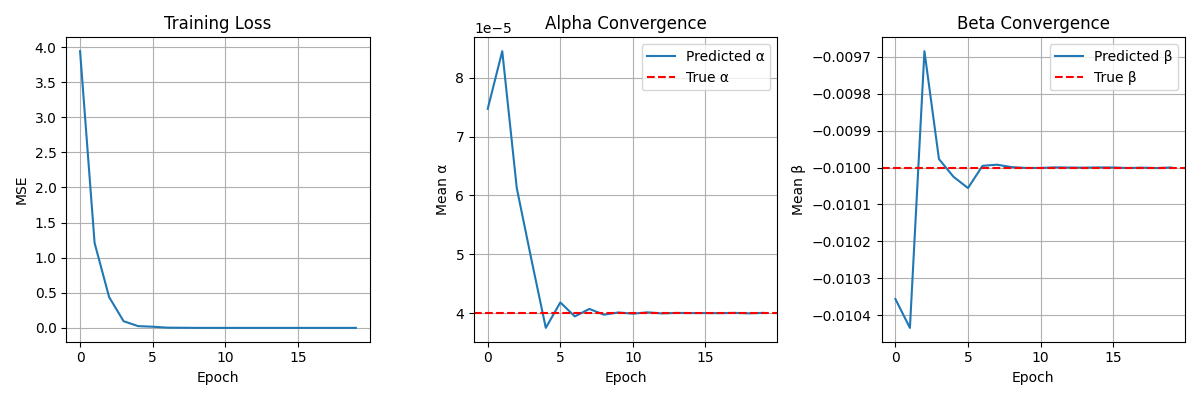 Training Loss
MSE
4.0
3.5
3.0
2.5
2.0
1.5
1.0
0.5
0.0
0
5
10
15
Epoch
Alpha Convergence
1e−5
Mean α
8
7
6
5
4
Predicted α
True α
0
5
10
15
Epoch
Beta Convergence
Mean β
−0.0097
−0.0098
−0.0099
−0.0100
−0.0101
−0.0102
−0.0103
−0.0104
Predicted β
True β
0
5
10
15
Epoch